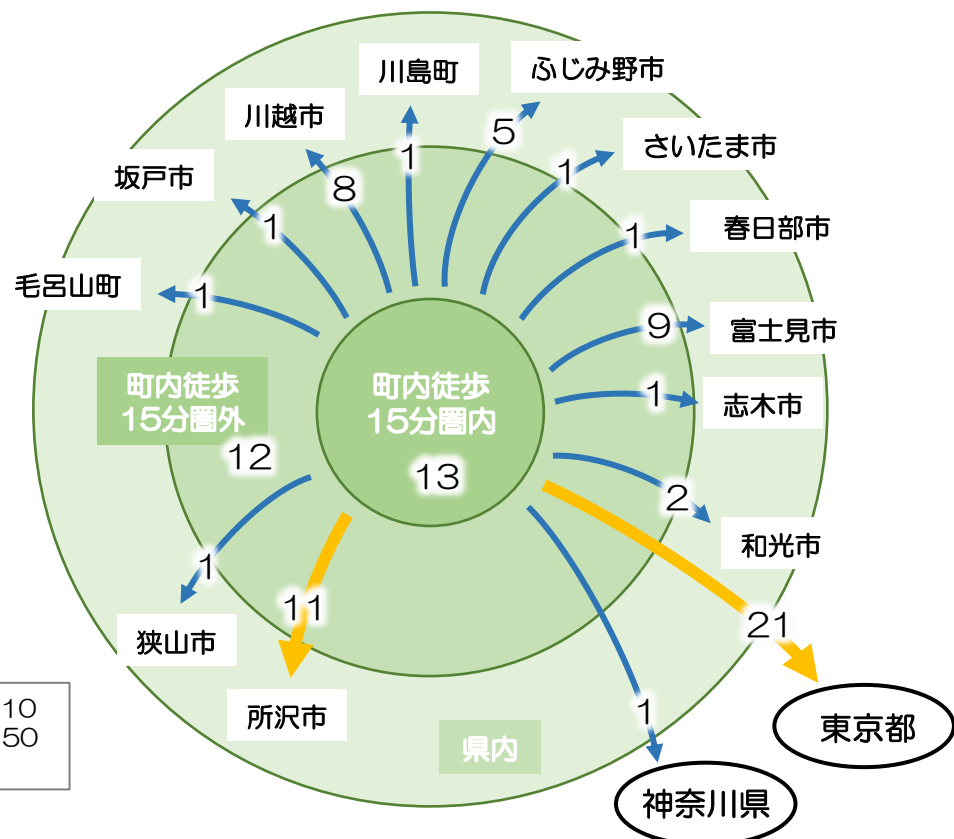 川島町
ふじみ野市
川越市
5
1
さいたま市
坂戸市
8
1
1
春日部市
1
毛呂山町
1
9
富士見市
町内徒歩
15分圏外
町内徒歩
15分圏内
1
志木市
12
13
2
和光市
1
11
21
狭山市
所沢市
10
50
1
東京都
県内
神奈川県